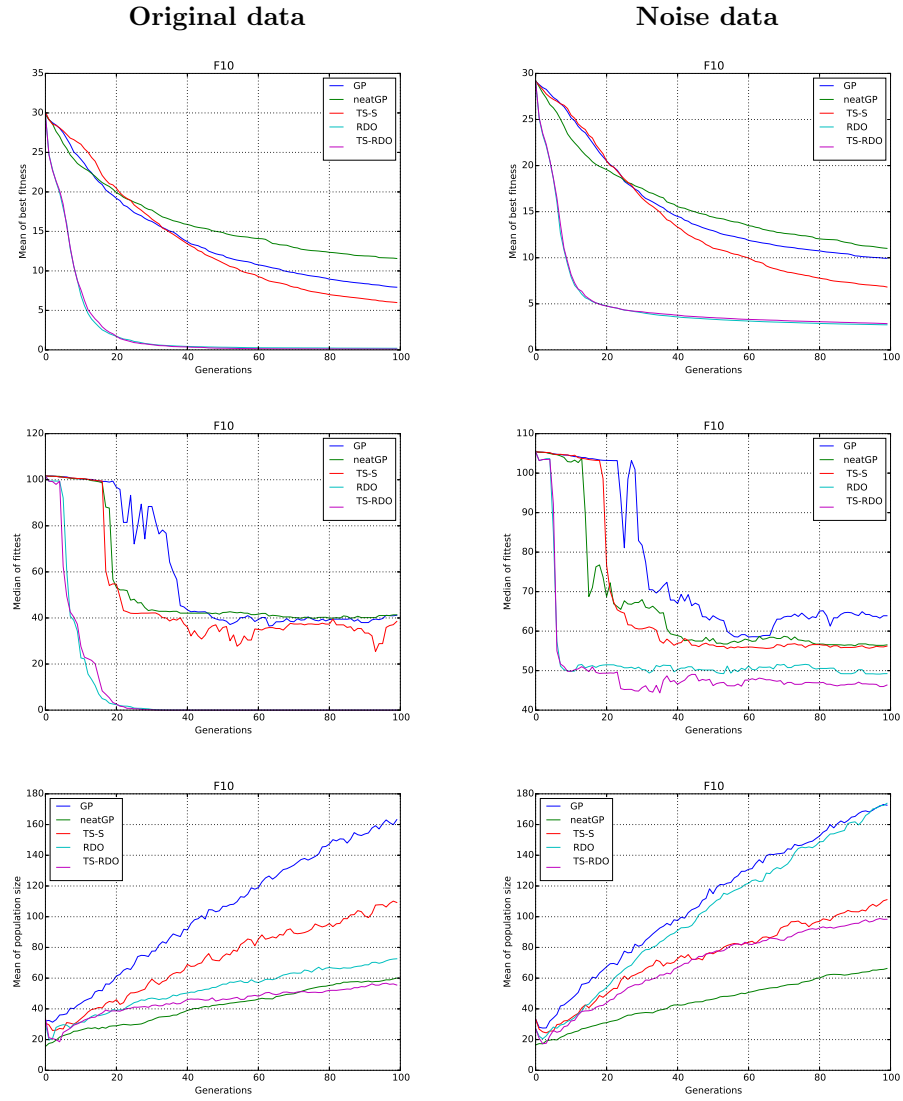 Original data
Noise data
F10
Mean of best fitness
35
30
25
20
15
10
5
0
0
20
40
60
80
100
Generations
GP
neatGP
TS-S
RDO
TS-RDO
F10
Mean of best fitness
30
25
20
15
10
5
0
0
20
40
60
80
100
Generations
GP
neatGP
TS-S
RDO
TS-RDO
F10
Median of fittest
120
100
80
60
40
20
0
0
20
40
60
80
100
Generations
GP
neatGP
TS-S
RDO
TS-RDO
F10
Median of fittest
110
100
90
80
70
60
50
40
0
20
40
60
80
100
Generations
GP
neatGP
TS-S
RDO
TS-RDO
F10
Mean of population size
180
160
140
120
100
80
60
40
20
0
0
20
40
60
80
100
Generations
GP
neatGP
TS-S
RDO
TS-RDO
F10
Mean of population size
180
160
140
120
100
80
60
40
20
0
0
20
40
60
80
100
Generations
GP
neatGP
TS-S
RDO
TS-RDO